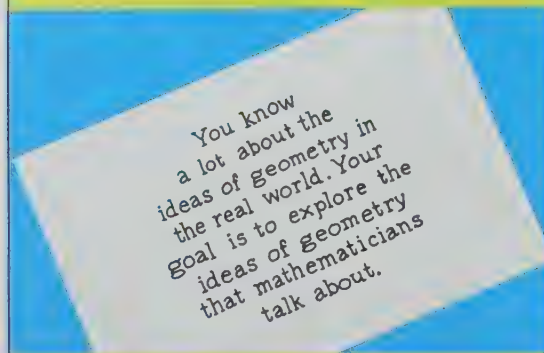 You know
a lot about the
ideas of geometry in
the real world. Your
goal is to explore the
ideas of geometry
that mathematicians
talk about.